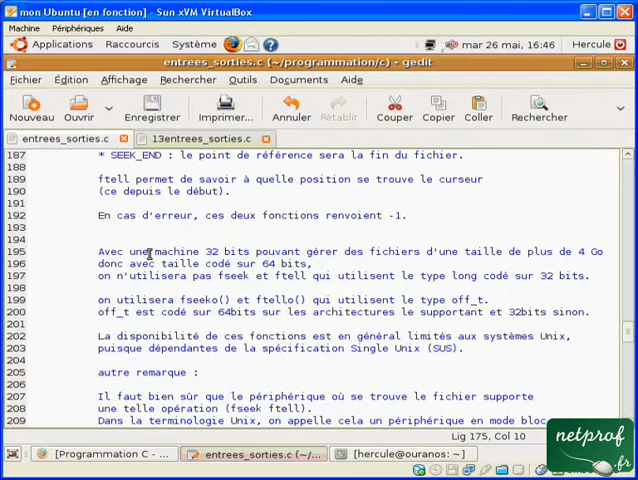 mon Ubuntu [en fonction] - Sun xVM VirtualBox
Machine Périphériques Aide
Applications Raccourcis Système mar 26 mai, 16:46 Hercule
entrees_sorties.c (~/programmation/c) - gedit
Fichier Édition Affichage Rechercher Outils Documents Aide
Nouveau Ouvrir Enregistrer Imprimer... Annuler Rétablir Couper Copier Coller Rechercher
entrees_sorties.c 13entrees_sorties.c
187 * SEEK_END : le point de référence sera la fin du fichier.
188
189 ftell permet de savoir à quelle position se trouve le curseur
190 (ce depuis le début).
191
192 En cas d'erreur, ces deux fonctions renvoient -1.
193
194
195 Avec une machine 32 bits pouvant gérer des fichiers d'une taille de plus de 4 Go
196 donc avec taille codé sur 64 bits,
197 on n'utilisera pas fseek et ftell qui utilisent le type long codé sur 32 bits.
198
199 on utilisera fseeko() et ftello() qui utilisent le type off_t.
200 off_t est codé sur 64bits sur les architectures le supportant et 32bits sinon.
201
202 La disponibilité de ces fonctions est en général limités aux systèmes Unix,
203 puisque dépendantes de la spécification Single Unix (SUS).
204
205 autre remarque :
206
207 Il faut bien sûr que le périphérique où se trouve le fichier supporte
208 une telle opération (fseek ftell).
209 Dans la terminologie Unix, on appelle cela un périphérique en mode bloc
Lig 175, Col 10
[Programmation C - ... entrees_sorties.c (~/... [hercule@ouranos: ~]
netprof
.fr